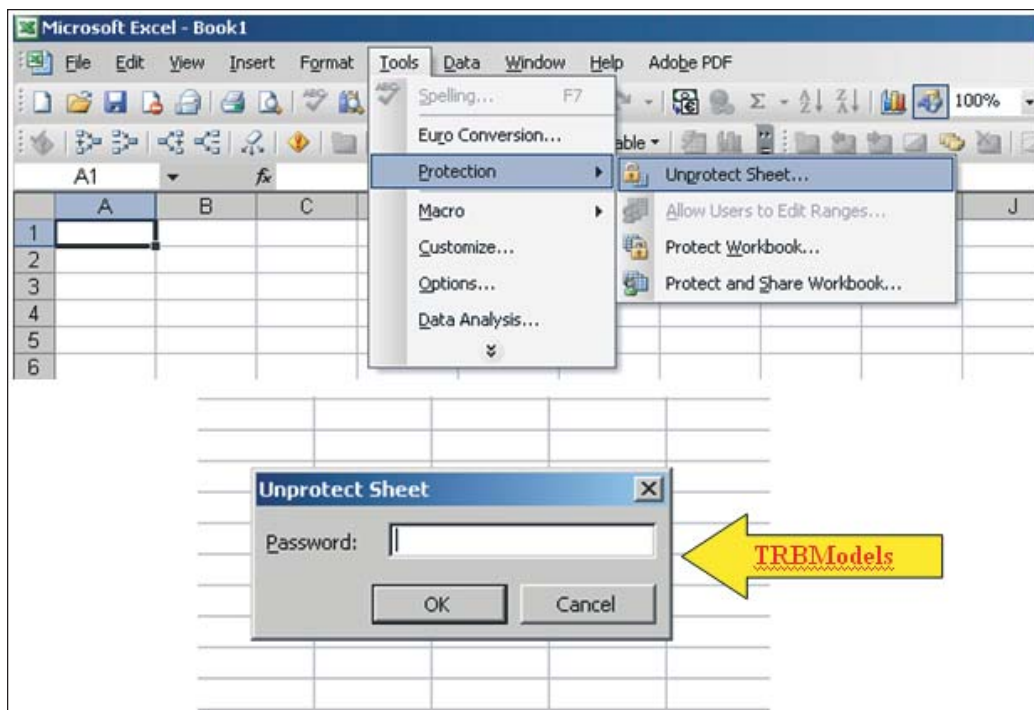 Microsoft Excel - Book1
File Edit View Insert Format Tools Data Window Help Adobe PDF
Spelling... F7
100%
Euro Conversion...
able
A1
fx
Protection
Unprotect Sheet...
A B C J
Macro
Allow Users to Edit Ranges...
1
Customize...
Protect Workbook...
2
Options...
Protect and Share Workbook...
3
4
Data Analysis...
5
6
Unprotect Sheet
Password:
TRBModels
OK Cancel